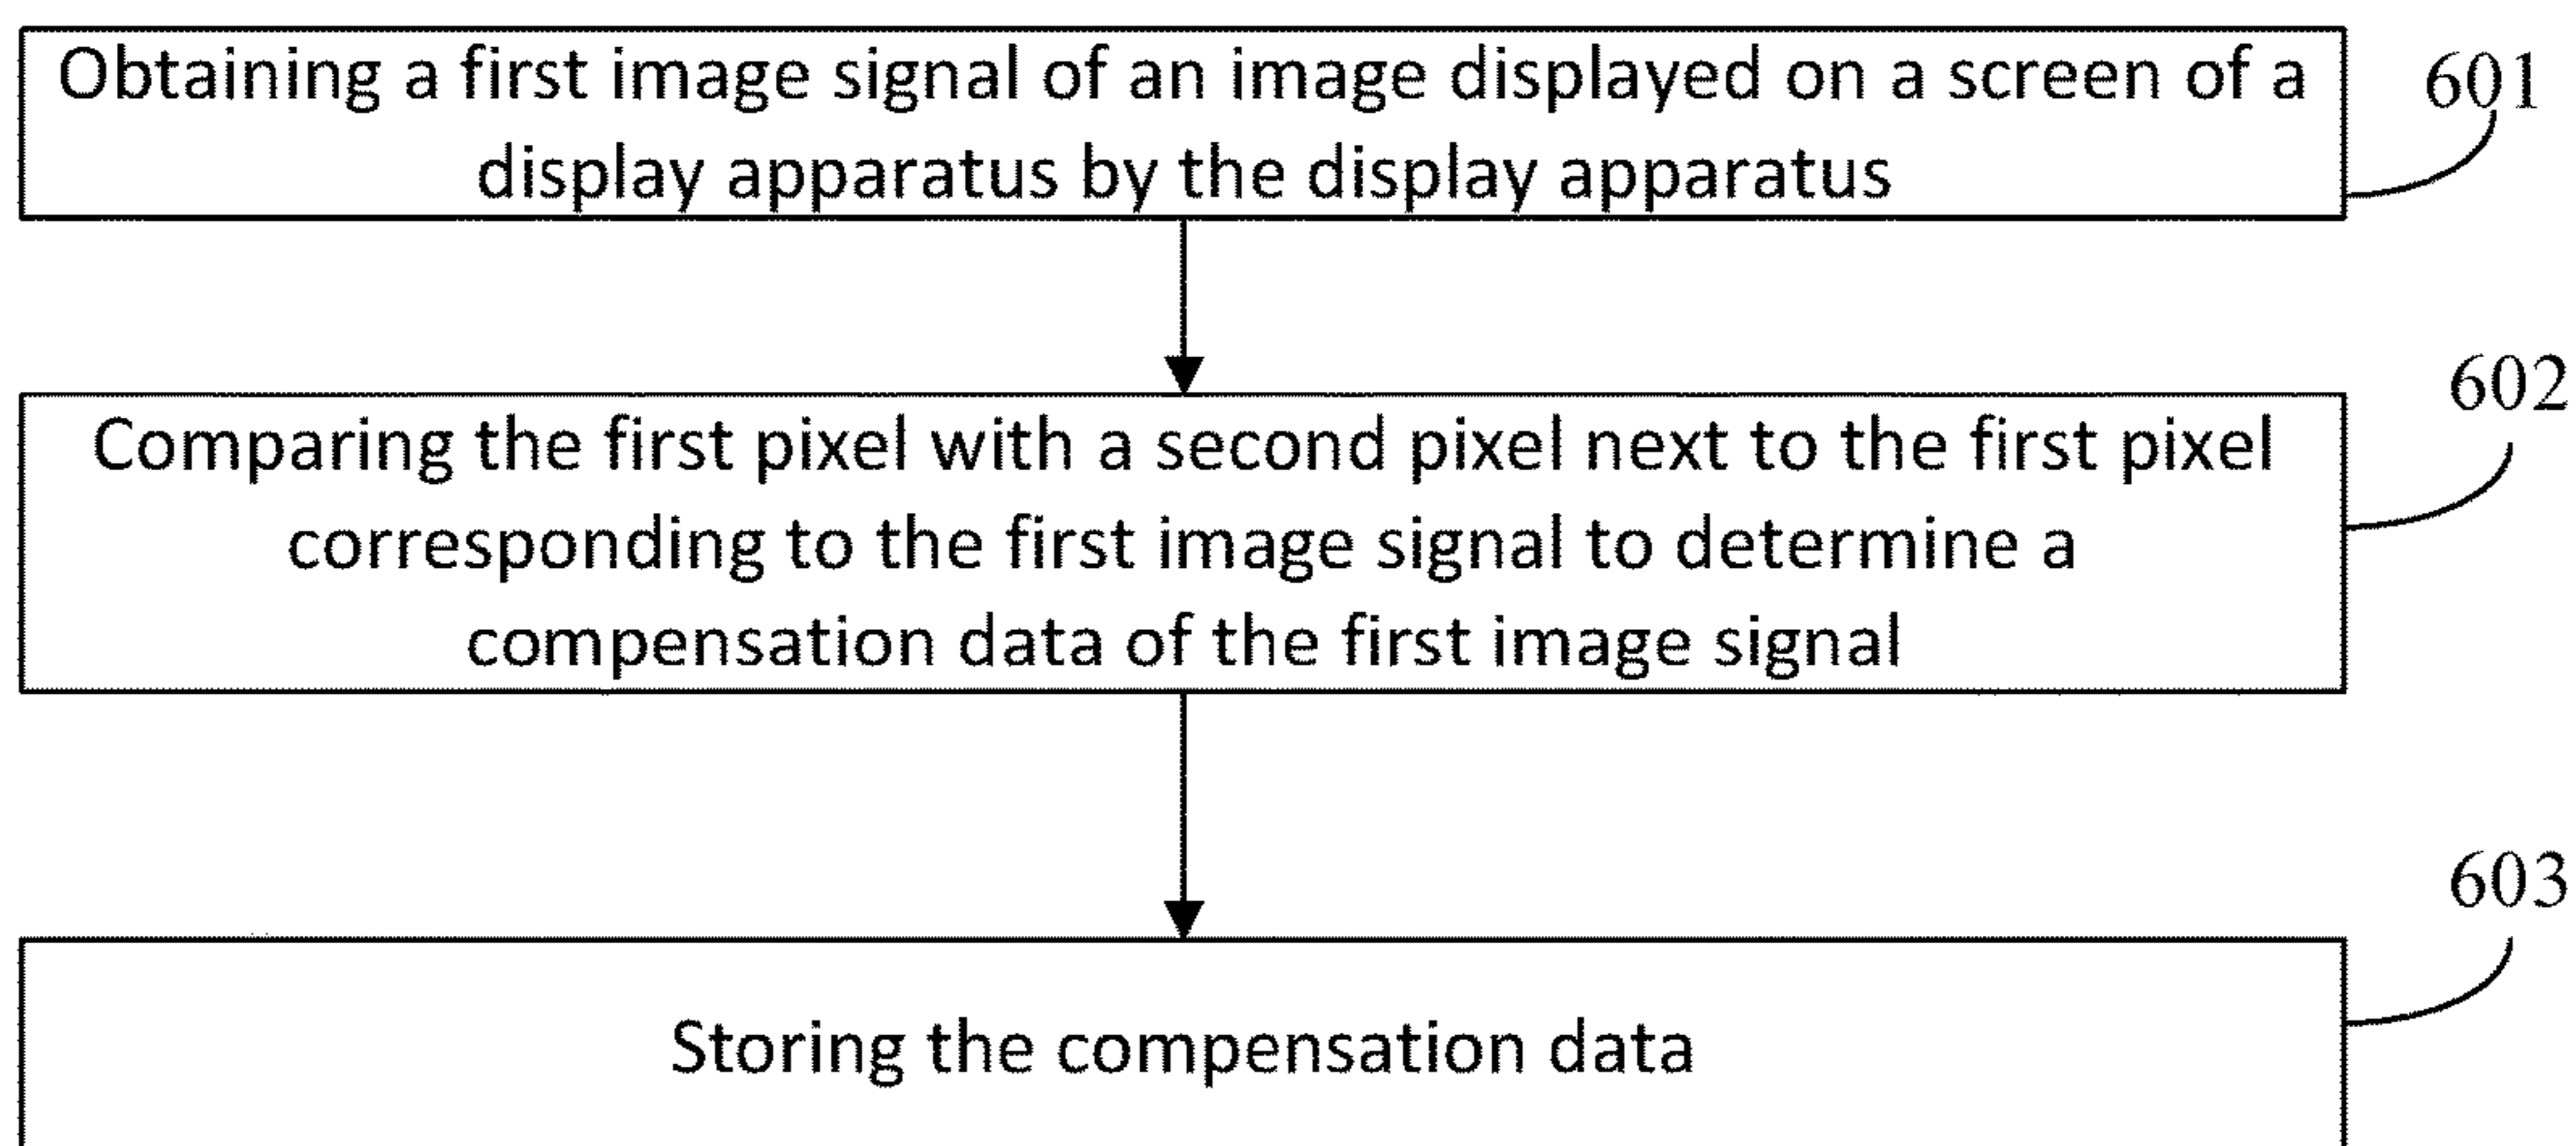 Obtaining a first image signal of an image displayed on a screen of a
display apparatus by the display apparatus
601
Comparing the first pixel with a second pixel next to the first pixel
corresponding to the first image signal to determine a
compensation data of the first image signal
602
Storing the compensation data
603